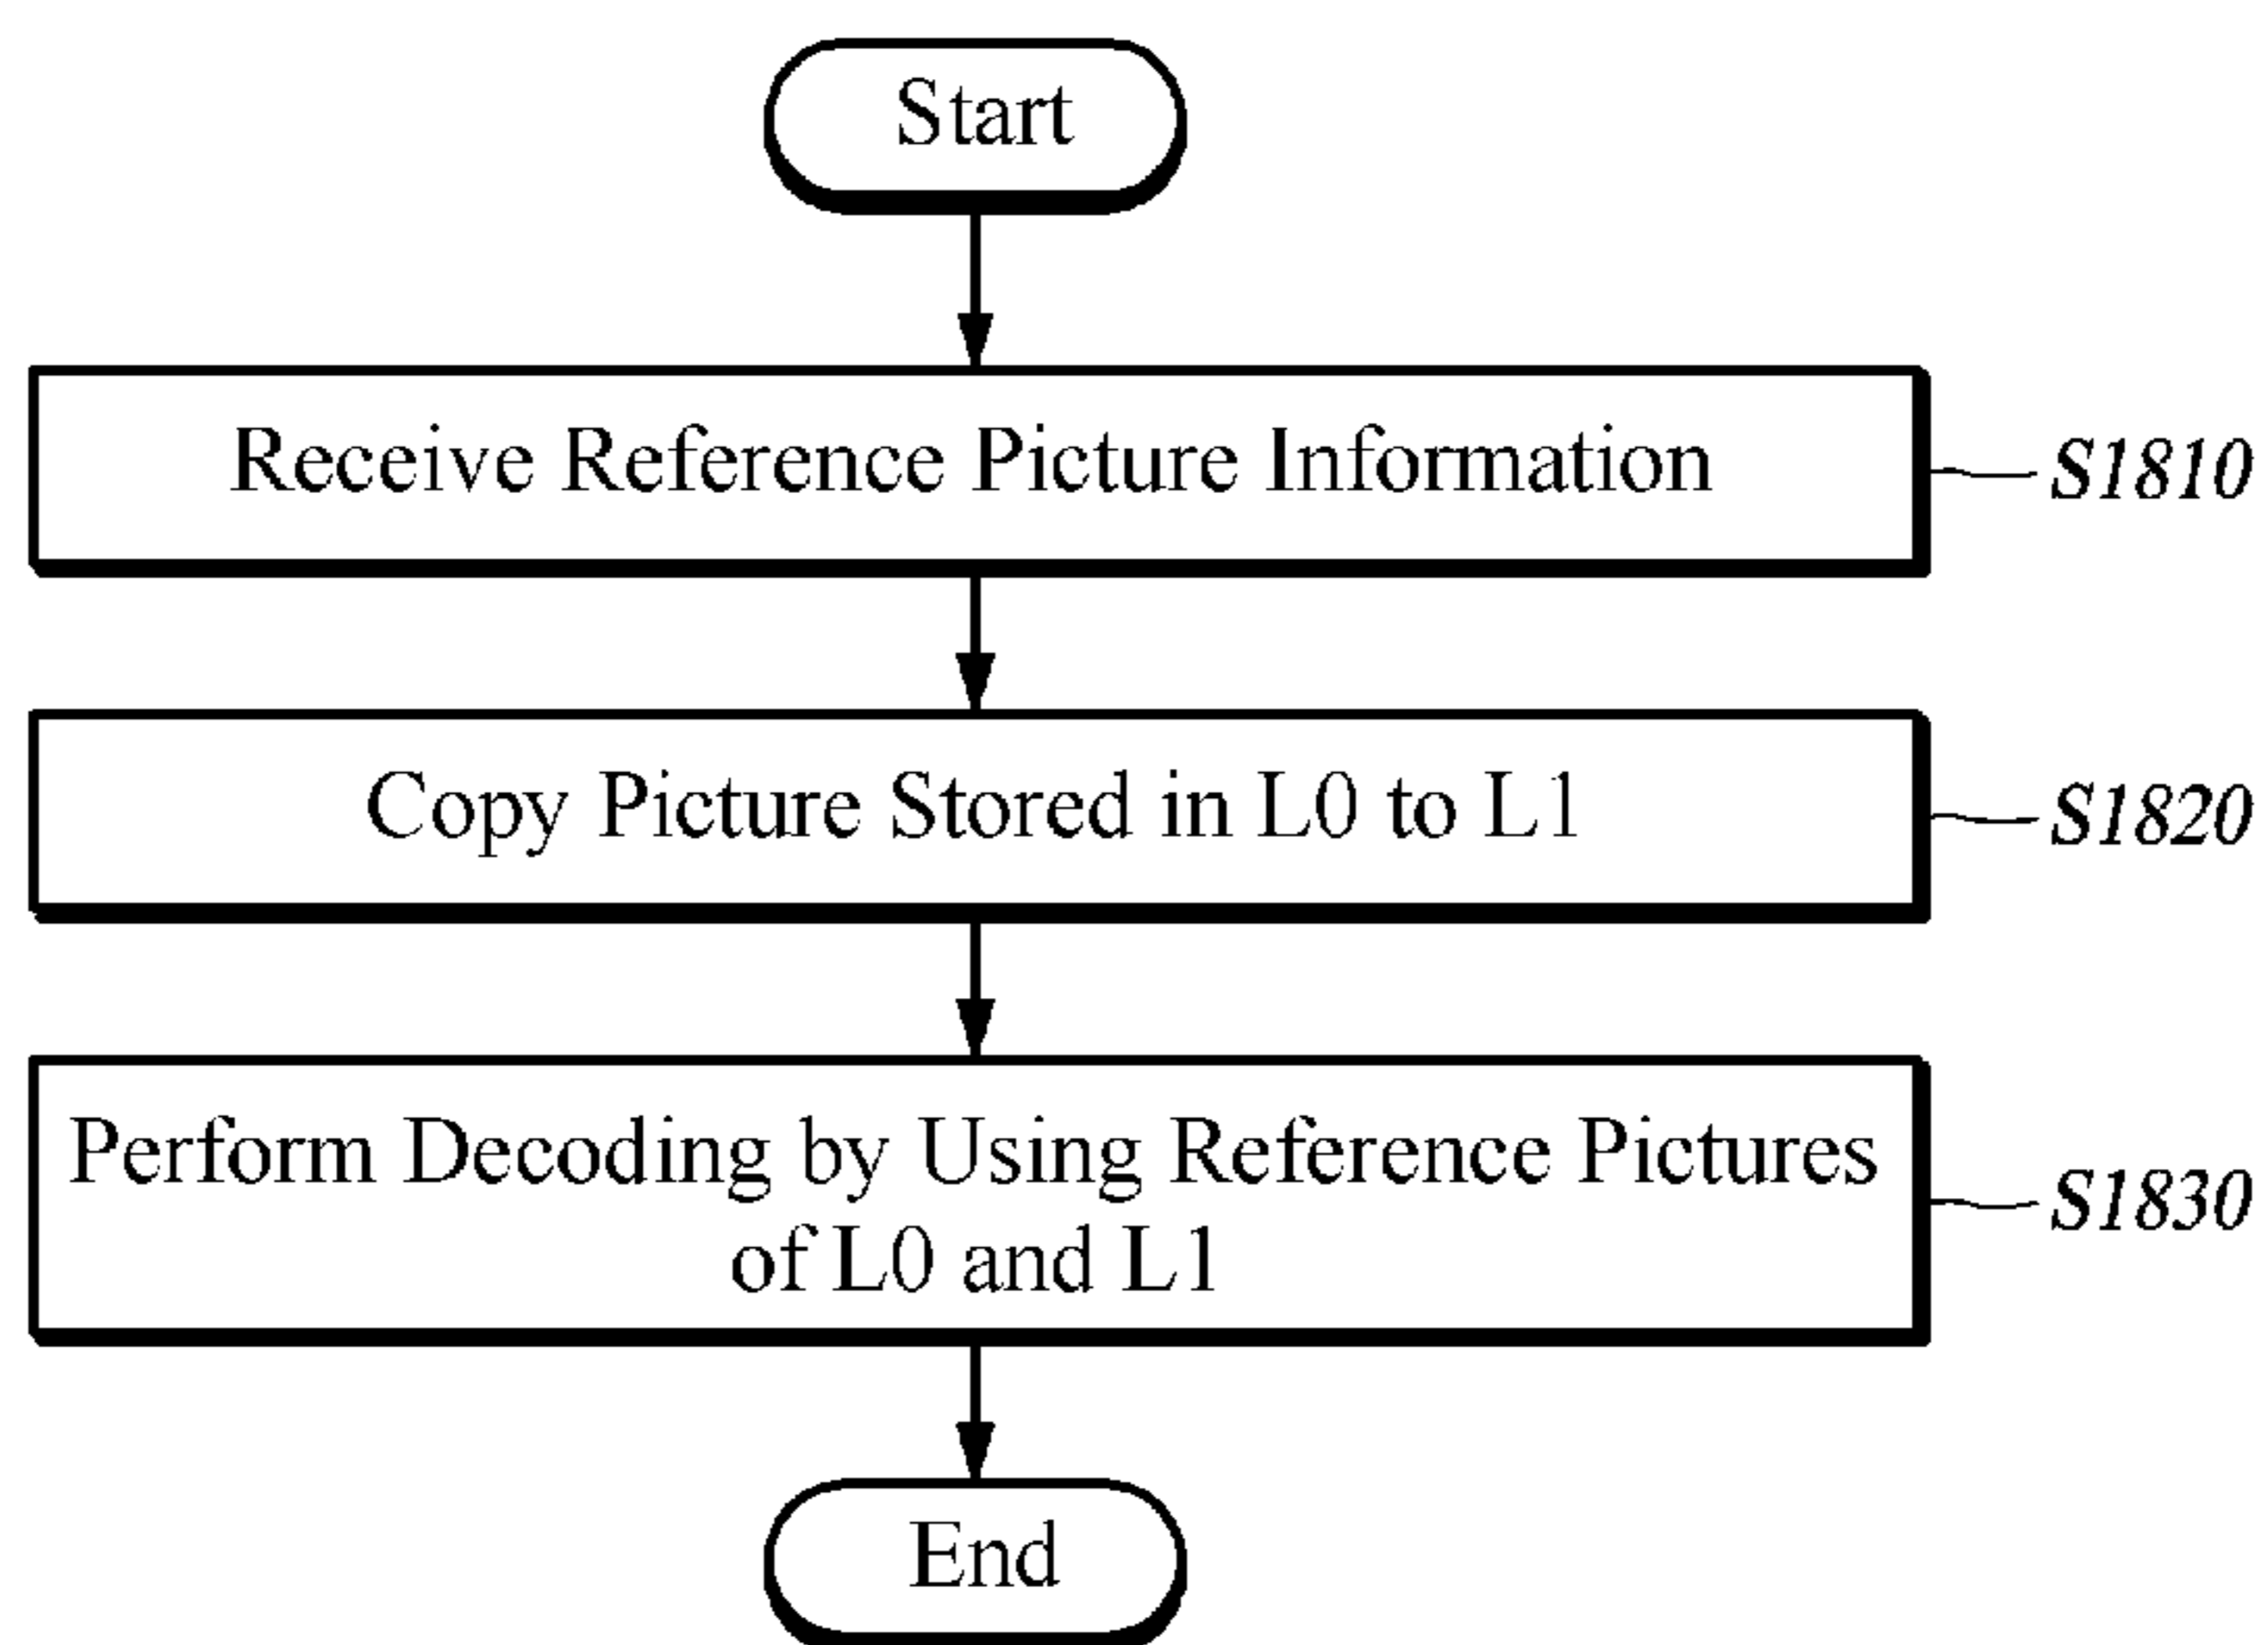 Start
Receive Reference Picture Information
S1810
Copy Picture Stored in L0 to L1
S1820
Perform Decoding by Using Reference Pictures
of L0 and L1
S1830
End